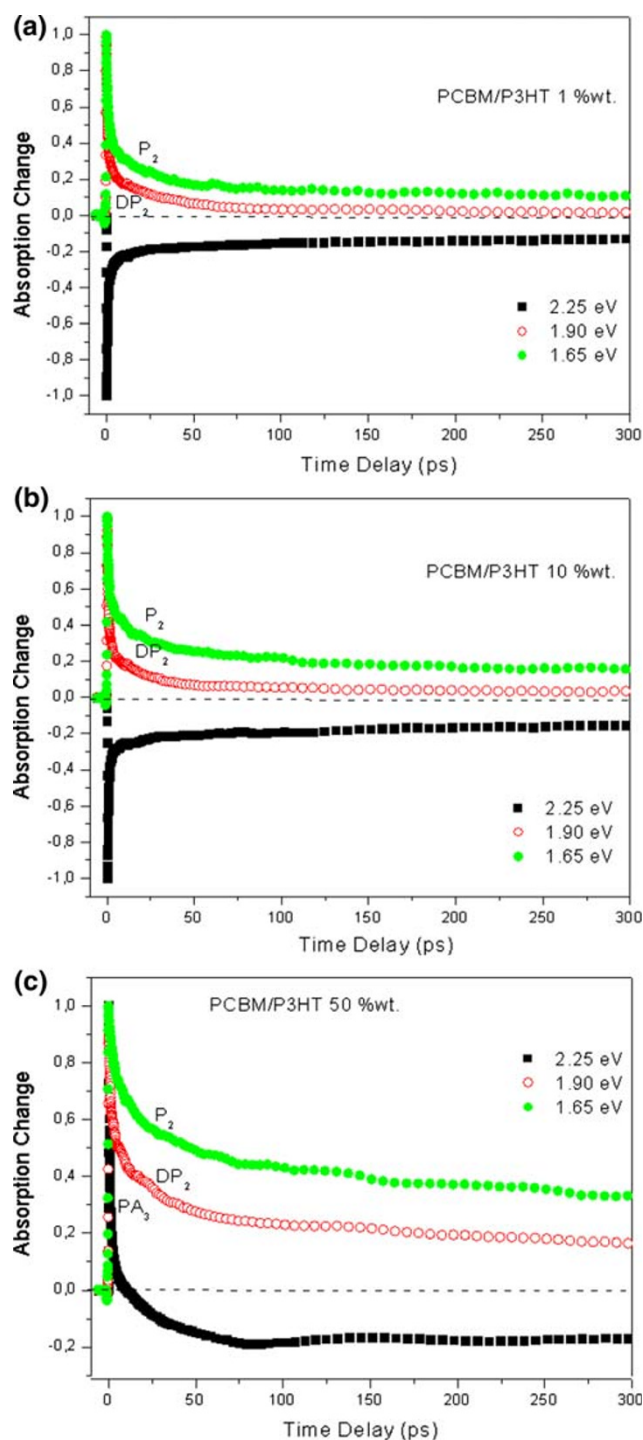 (a)
1,0
0,8
0,6
0,4
0,2
0,0
-0,2
-0,4
-0,6
-0,8
-1,0
Absorption Change
PCBM/P3HT 1 %wt.
P2
DP2
2.25 eV
1.90 eV
1.65 eV
0 50 100 150 200 250 300
Time Delay (ps)
(b)
1,0
0,8
0,6
0,4
0,2
0,0
-0,2
-0,4
-0,6
-0,8
-1,0
Absorption Change
PCBM/P3HT 10 %wt.
P2
DP2
2.25 eV
1.90 eV
1.65 eV
0 50 100 150 200 250 300
Time Delay (ps)
(c)
PCBM/P3HT 50 %wt.
1,0
0,8
0,6
0,4
0,2
0,0
-0,2
Absorption Change
2.25 eV
1.90 eV
1.65 eV
P2
DP2
PA3
0 50 100 150 200 250 300
Time Delay (ps)